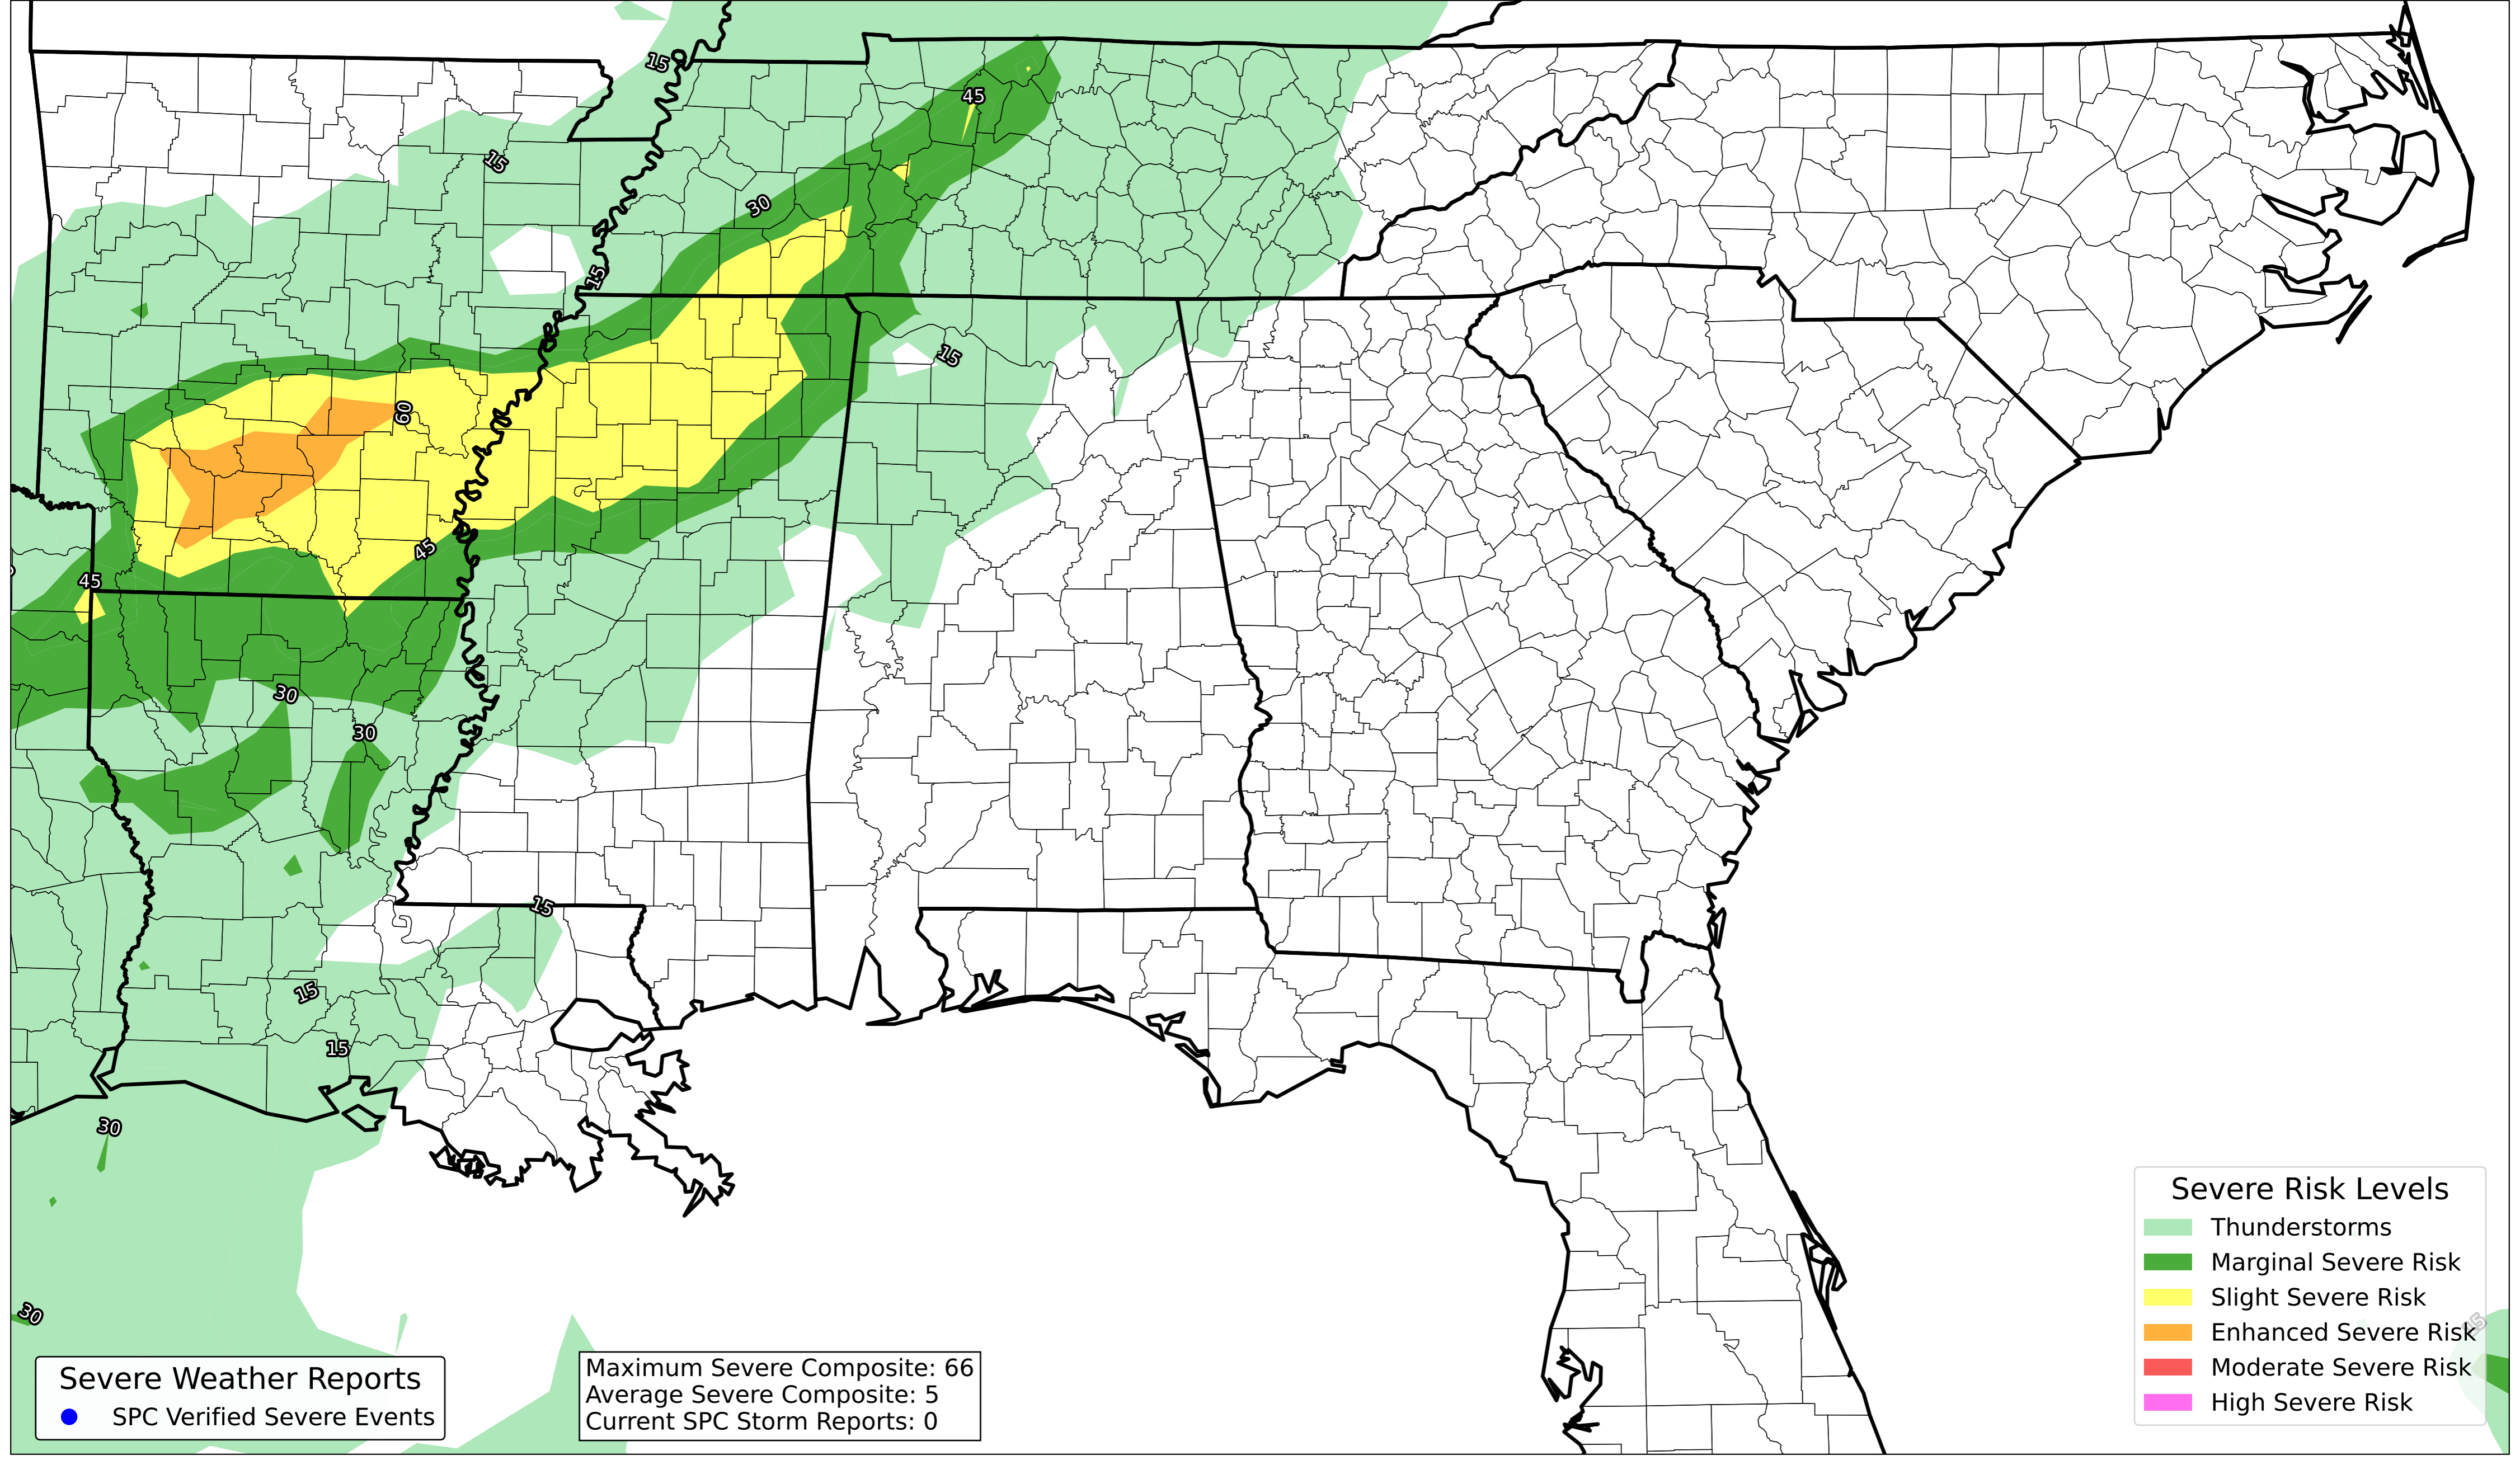 15
45
15
30
15
15
60
45
45
30
30
15
15
15
30
30
Severe Risk Levels
Thunderstorms
Marginal Severe Risk
Slight Severe Risk
Enhanced Severe Risk
Moderate Severe Risk
High Severe Risk
15
Severe Weather Reports
SPC Verified Severe Events
Maximum Severe Composite: 66
Average Severe Composite: 5
Current SPC Storm Reports: 0